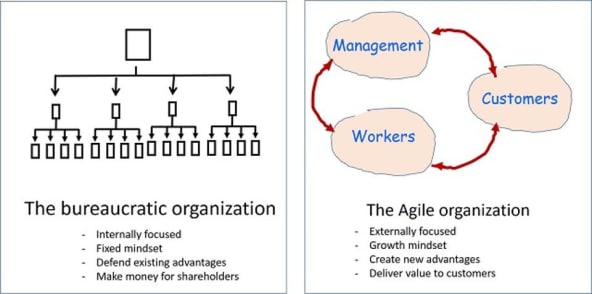 The bureaucratic organization
- Internally focused
- Fixed mindset
- Defend existing advantages
- Make money for shareholders
Management
Customers
Workers
The Agile organization
- Externally focused
- Growth mindset
- Create new advantages
- Deliver value to customers